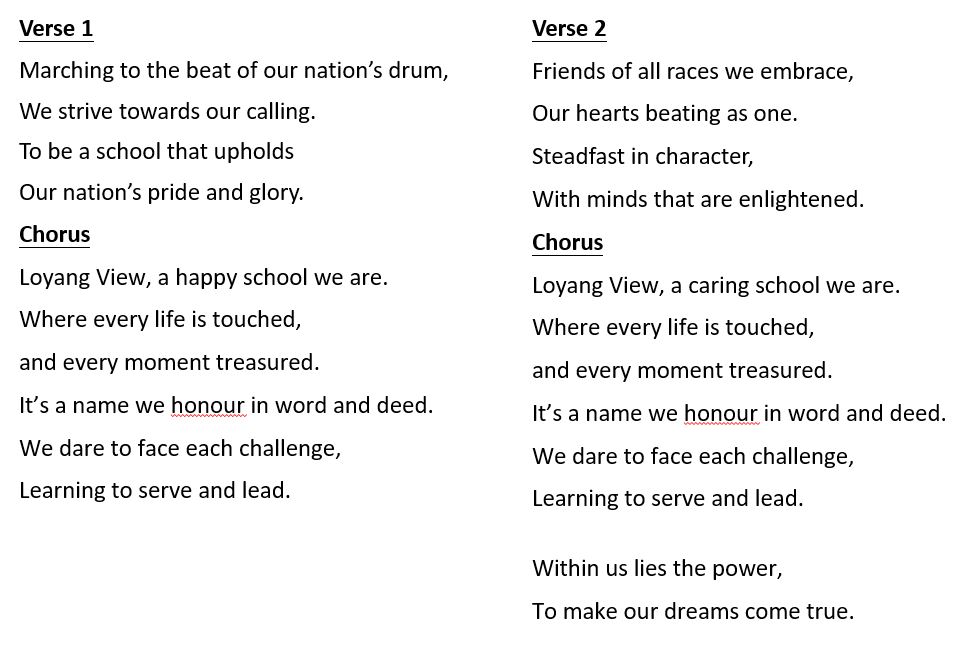 Verse 1
Marching to the beat of our nation’s drum,
We strive towards our calling.
To be a school that upholds
Our nation’s pride and glory.
Chorus
Loyang View, a happy school we are.
Where every life is touched,
and every moment treasured.
It’s a name we honour in word and deed.
We dare to face each challenge,
Learning to serve and lead.
Verse 2
Friends of all races we embrace,
Our hearts beating as one.
Steadfast in character,
With minds that are enlightened.
Chorus
Loyang View, a caring school we are.
Where every life is touched,
and every moment treasured.
It’s a name we honour in word and deed.
We dare to face each challenge,
Learning to serve and lead.
Within us lies the power,
To make our dreams come true.